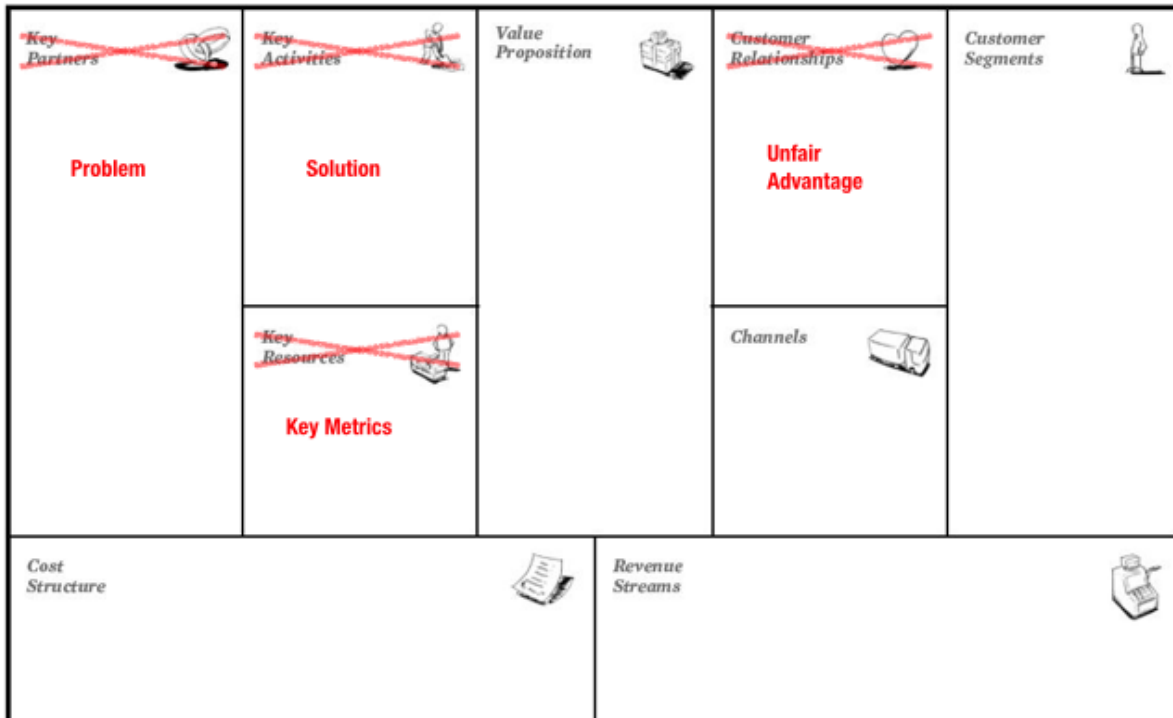 Key
Partners
Problem
Key
Activities
Solution
Key
Resources
Key Metrics
Value
Proposition
Customer
Relationships
Unfair
Advantage
Channels
Customer
Segments
Cost
Structure
Revenue
Streams